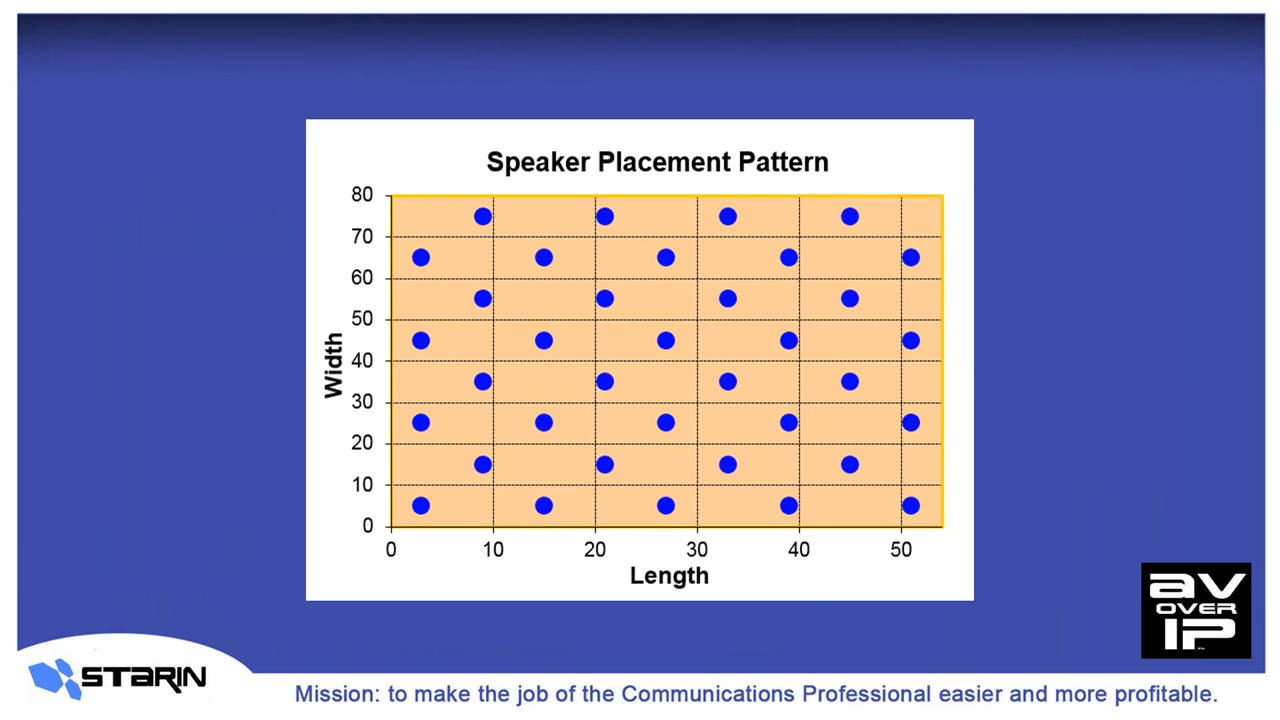 Speaker Placement Pattern
80
70
60
50
40
30
20
10
0
Width
0 10 20 30 40 50
Length
av
OVER
IP
STARIN
Mission: to make the job of the Communications Professional easier and more profitable.